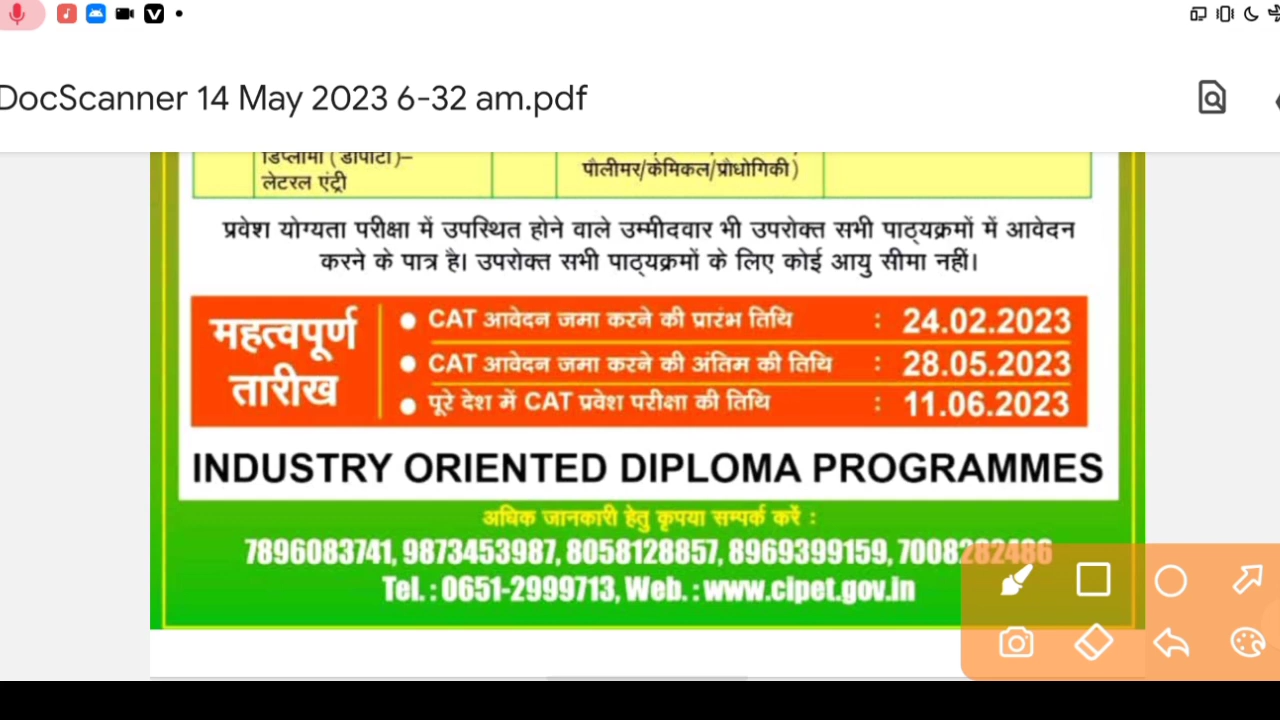 DocScanner 14 May 2023 6-32 am.pdf
डिप्लोमा (डीपीटी)–
लेटरल एंट्री
पॉलीमर/केमिकल/प्रौधोगिकी)
प्रवेश योग्यता परीक्षा में उपस्थित होने वाले उम्मीदवार भी उपरोक्त सभी पाठ्यक्रमों में आवेदन
करने के पात्र है। उपरोक्त सभी पाठ्यक्रमों के लिए कोई आयु सीमा नहीं।
महत्वपूर्ण
तारीख
● CAT आवेदन जमा करने की प्रारंभ तिथि : 24.02.2023
● CAT आवेदन जमा करने की अंतिम की तिथि : 28.05.2023
● पूरे देश में CAT प्रवेश परीक्षा की तिथि : 11.06.2023
INDUSTRY ORIENTED DIPLOMA PROGRAMMES
अधिक जानकारी हेतु कृपया सम्पर्क करें :
7896083741, 9873453987, 8058128857, 8969399159, 7008282486
Tel. : 0651-2999713, Web. : www.cipet.gov.in